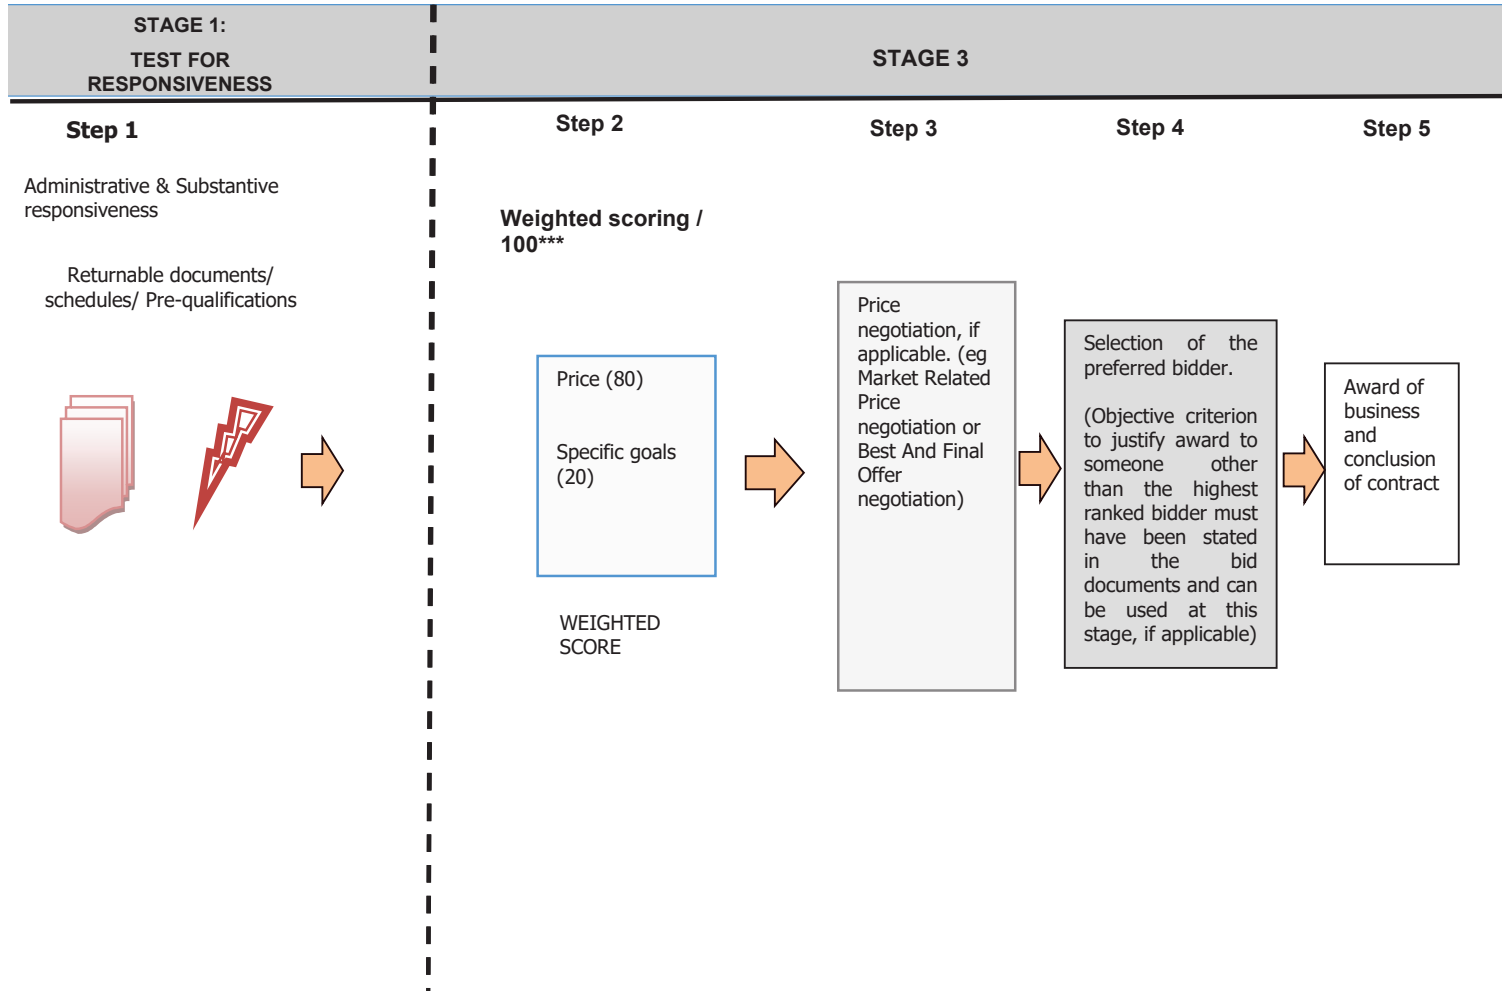 STAGE 1:
TEST FOR
RESPONSIVENESS
STAGE 3
Step 1
Step 2
Step 3
Step 4
Step 5
Administrative & Substantive
responsiveness
Returnable documents/
schedules/ Pre-qualifications
Weighted scoring /
100***
Price (80)
Specific goals
(20)
WEIGHTED
SCORE
Price
negotiation, if
applicable. (eg
Market Related
Price
negotiation or
Best And Final
Offer
negotiation)
Selection of the
preferred bidder.
(Objective criterion
to justify award to
someone other
than the highest
ranked bidder must
have been stated
in the bid
documents and can
be used at this
stage, if applicable)
Award of
business
and
conclusion
of contract